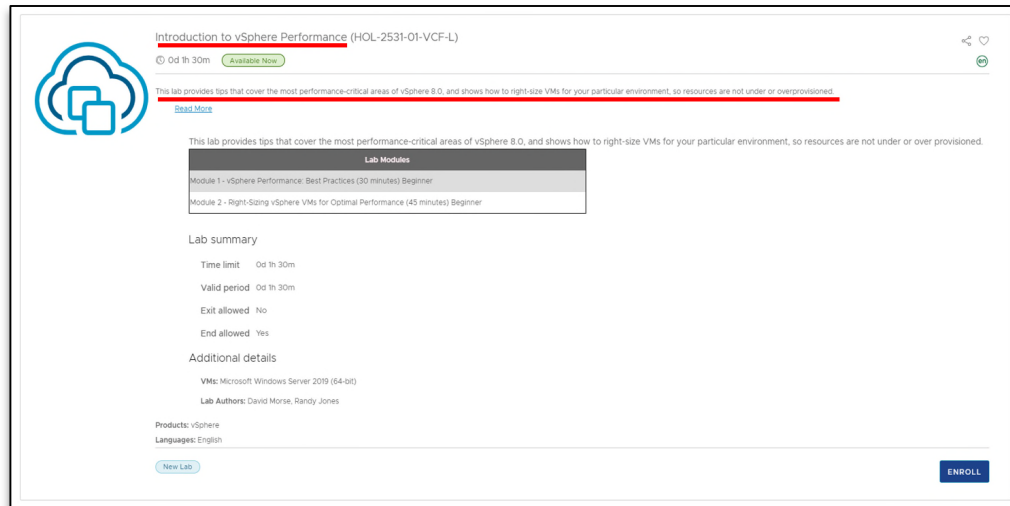 Introduction to vSphere Performance (HOL-2531-01-VCF-L)
0d 1h 30m Available Now en
This lab provides tips that cover the most performance-critical areas of vSphere 8.0, and shows how to right-size VMs for your particular environment, so resources are not under or overprovisioned.
Read More
This lab provides tips that cover the most performance-critical areas of vSphere 8.0, and shows how to right-size VMs for your particular environment, so resources are not under or over provisioned.
Lab Modules
Module 1 - vSphere Performance: Best Practices (30 minutes) Beginner
Module 2 - Right-Sizing vSphere VMs for Optimal Performance (45 minutes) Beginner
Lab summary
Time limit 0d 1h 30m
Valid period 0d 1h 30m
Exit allowed No
End allowed Yes
Additional details
VMs: Microsoft Windows Server 2019 (64-bit)
Lab Authors: David Morse, Randy Jones
Products: vSphere
Languages: English
New Lab ENROLL